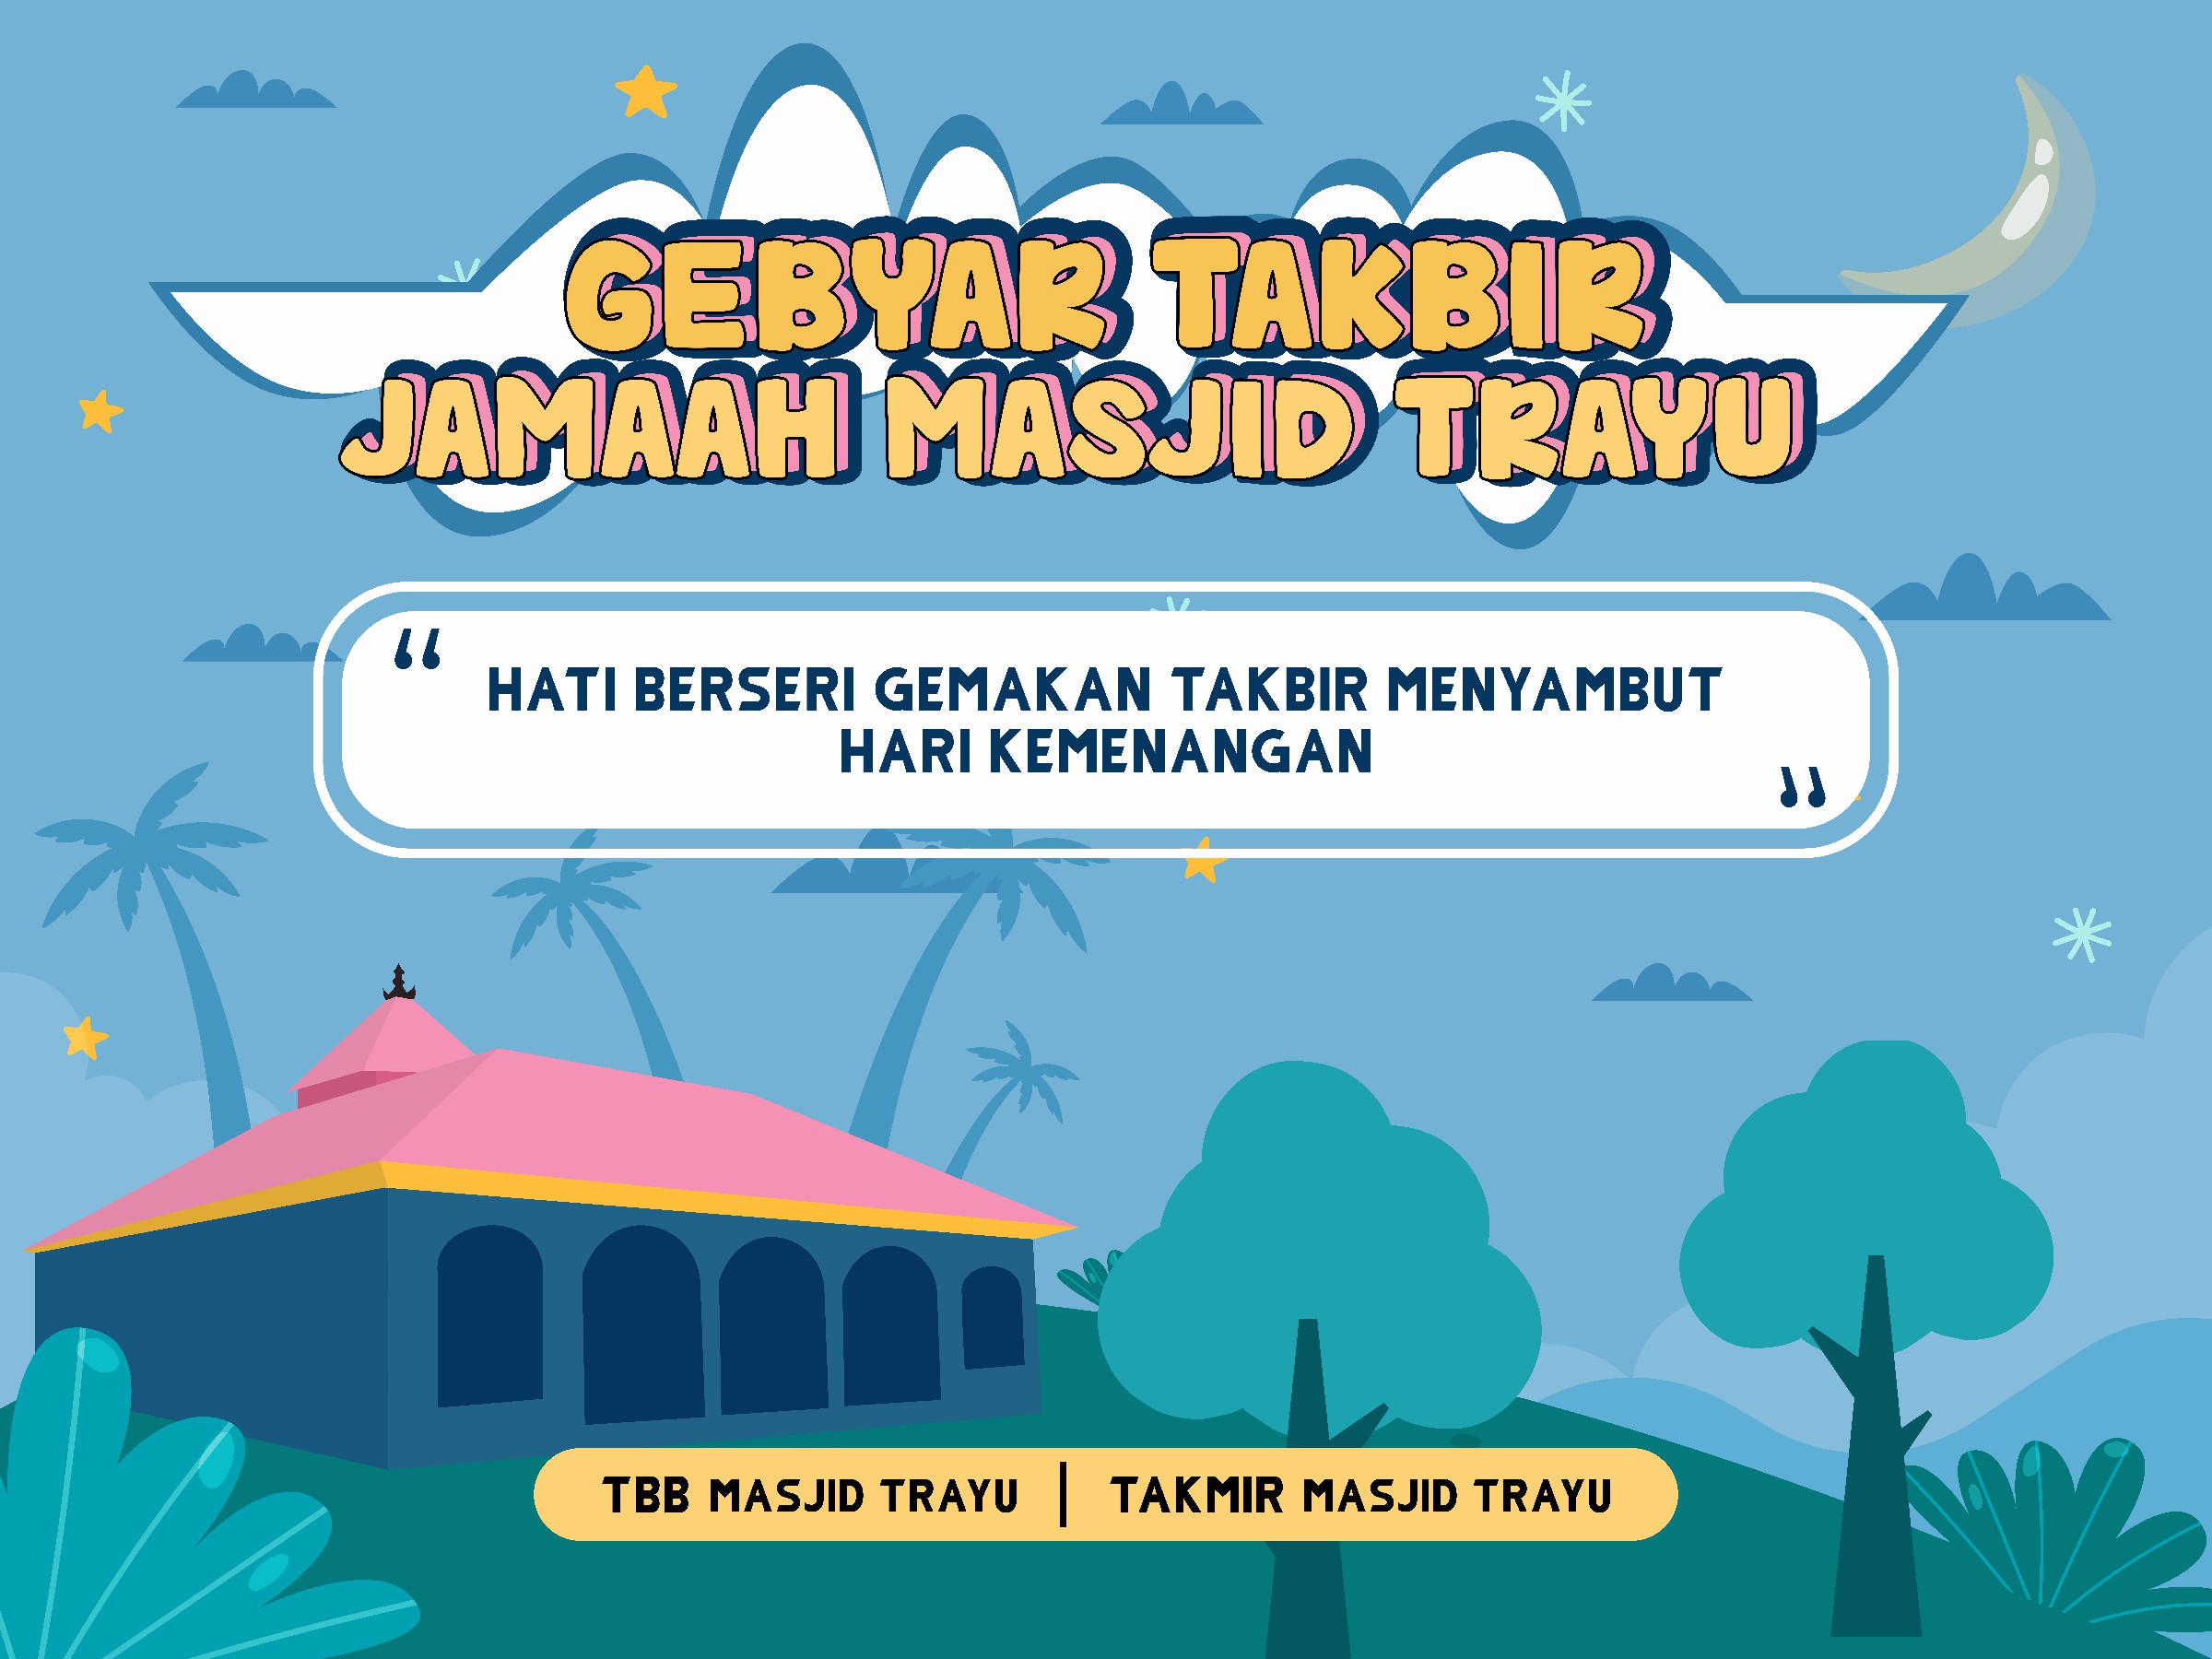 GEBYAR TAKBIR
JAMAAH MASJID TRAYU
“HATI BERSERI GEMAKAN TAKBIR MENYAMBUT
HARI KEMENANGAN”
TBB MASJID TRAYU | TAKMIR MASJID TRAYU